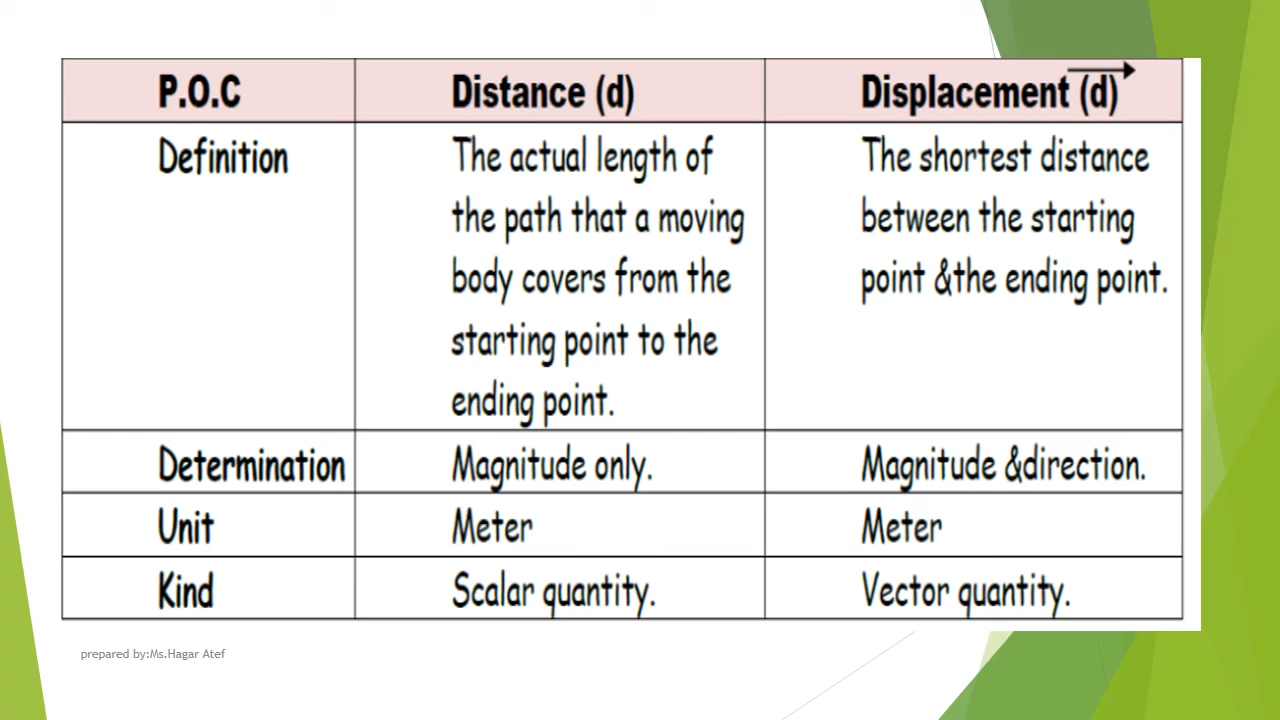 P.O.C Distance (d) Displacement (d)
Definition The actual length of The shortest distance
the path that a moving between the starting
body covers from the point &the ending point.
starting point to the
ending point.
Determination Magnitude only. Magnitude &direction.
Unit Meter Meter
Kind Scalar quantity. Vector quantity.
prepared by:Ms.Hagar Atef